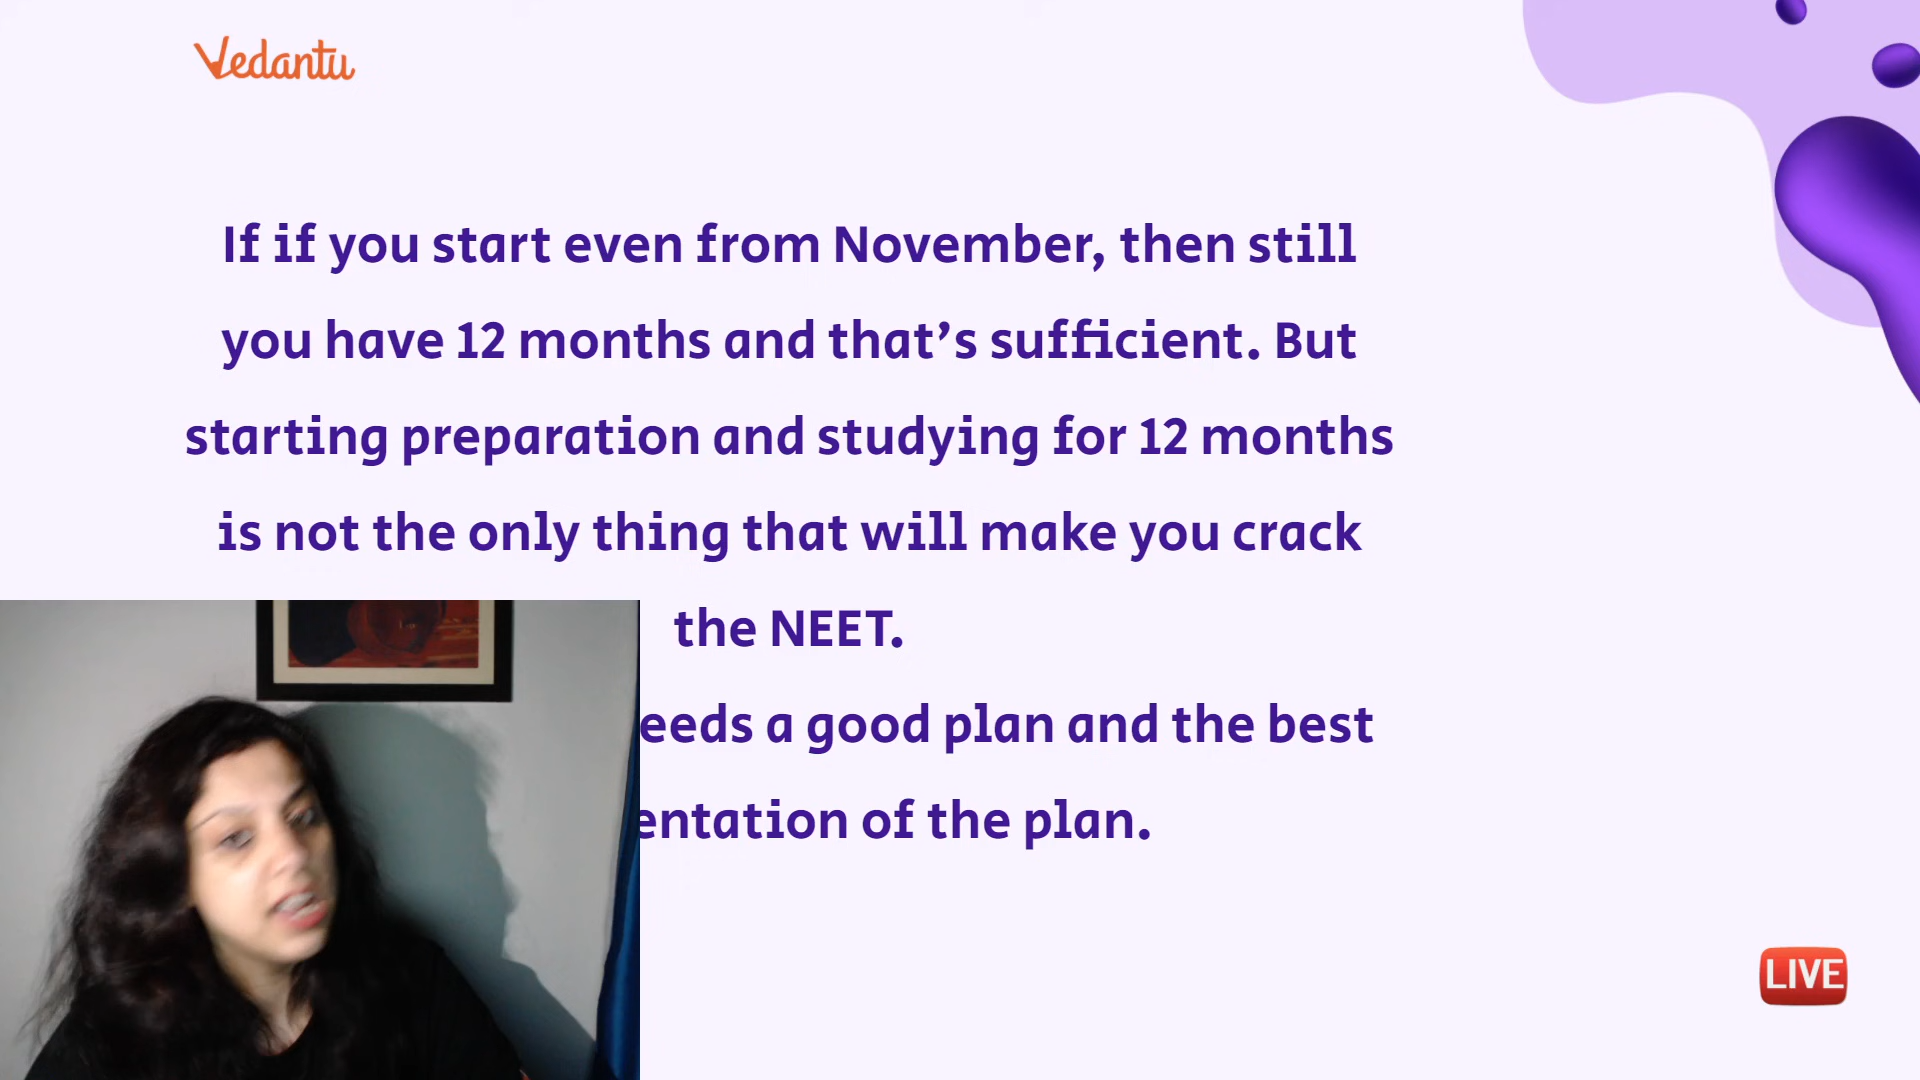 Vedantu
If if you start even from November, then still
you have 12 months and that’s sufficient. But
starting preparation and studying for 12 months
is not the only thing that will make you crack
the NEET.
a good plan and the best
of the plan.
LIVE